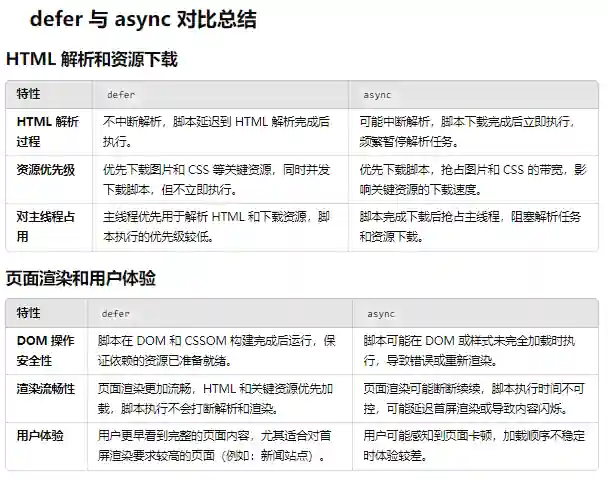 defer 与 async 对比总结
HTML 解析和资源下载
特性 defer async
HTML 解析 不中断解析，脚本延迟到 HTML 解析完成后 可能中断解析，脚本下载完成后立即执行，
过程 执行。 频繁暂停解析任务。
资源优先级 优先下载图片和 CSS 等关键资源，同时并发 优先下载脚本，抢占图片和 CSS 的带宽，影
下载脚本，但不立即执行。 响关键资源的下载速度。
对主线程占 主线程优先用于解析 HTML 和下载资源，脚 脚本完成下载后抢占主线程，阻塞解析任务
用 本执行的优先级较低。 和资源下载。
页面渲染和用户体验
特性 defer async
DOM 操作 脚本在 DOM 和 CSSOM 构建完成后运行，保 脚本可能在 DOM 或样式未完全加载时执
安全性 证依赖的资源已准备就绪。 行，导致错误或重新渲染。
渲染流畅性 页面渲染更加流畅，HTML 和关键资源优先加 页面渲染可能断断续续，脚本执行时间不可
载，脚本执行不会打断解析和渲染。 控，可能延迟首屏渲染或导致内容闪烁。
用户体验 用户更早看到完整的页面内容，尤其适合对首 用户可能感知到页面卡顿，加载顺序不稳定
屏渲染要求较高的页面（例如：新闻站点）。 时体验较差。